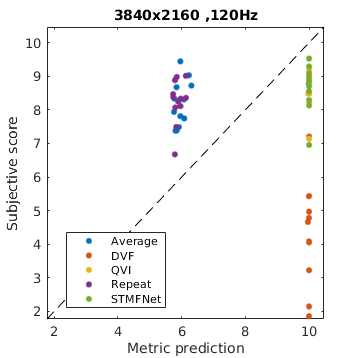 3840x2160 ,120Hz
Subjective score
10
9
8
7
6
5
4
3
2
Average
DVF
QVI
Repeat
STMFNet
2 4 6 8 10
Metric prediction